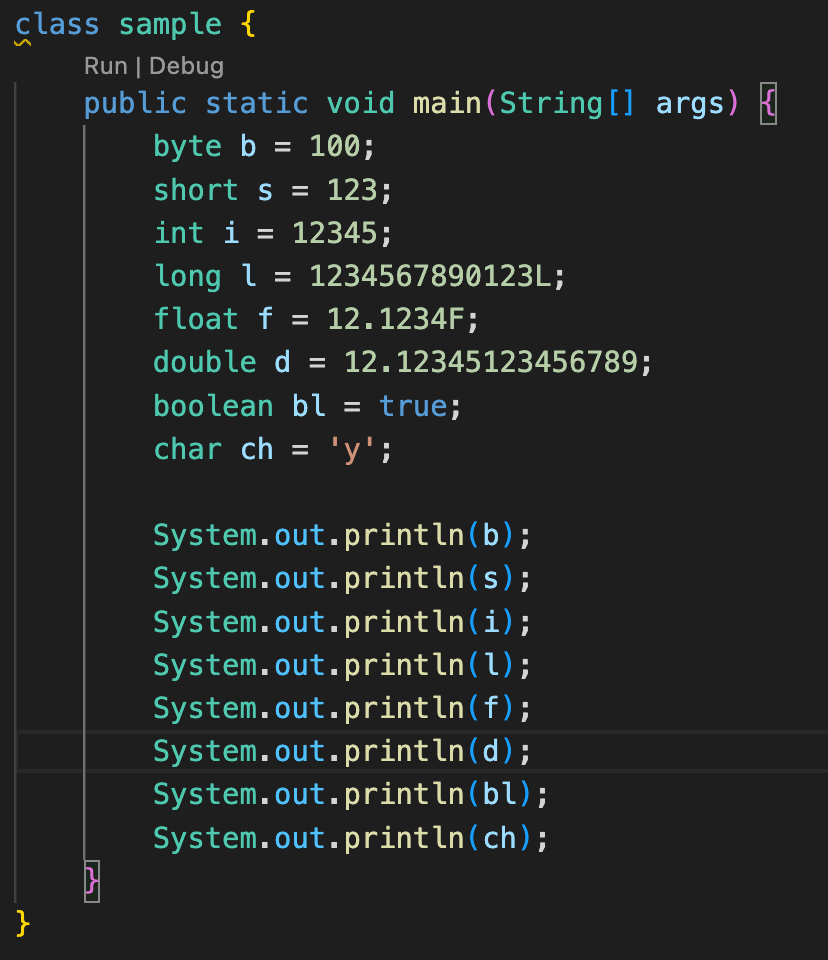 class sample {
Run | Debug
public static void main(String[] args) {
byte b = 100;
short s = 123;
int i = 12345;
long l = 1234567890123L;
float f = 12.1234F;
double d = 12.12345123456789;
boolean bl = true;
char ch = 'y';
System.out.println(b);
System.out.println(s);
System.out.println(i);
System.out.println(l);
System.out.println(f);
System.out.println(d);
System.out.println(bl);
System.out.println(ch);
}
}